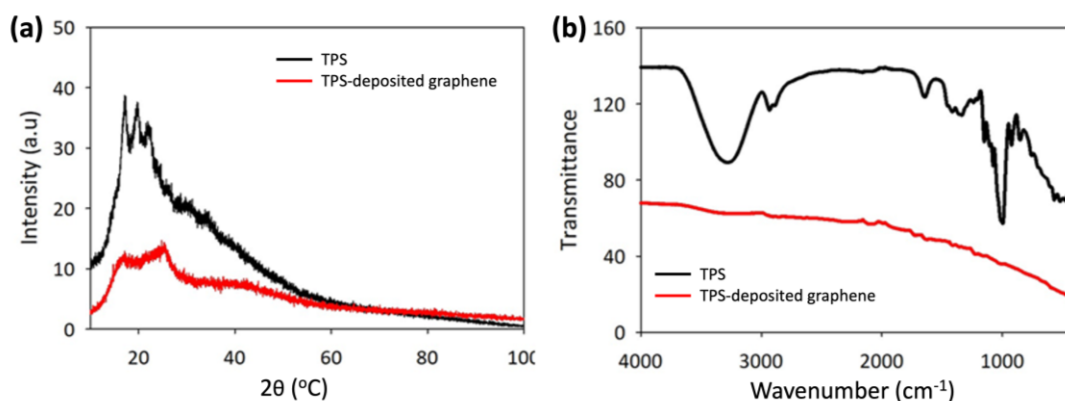 (a)
50
40
30
20
10
0
Intensity (a.u)
TPS
TPS-deposited graphene
20
40
60
80
100
2θ (°C)
(b)
160
120
80
40
0
Transmittance
TPS
TPS-deposited graphene
4000
3000
2000
1000
Wavenumber (cm⁻¹)